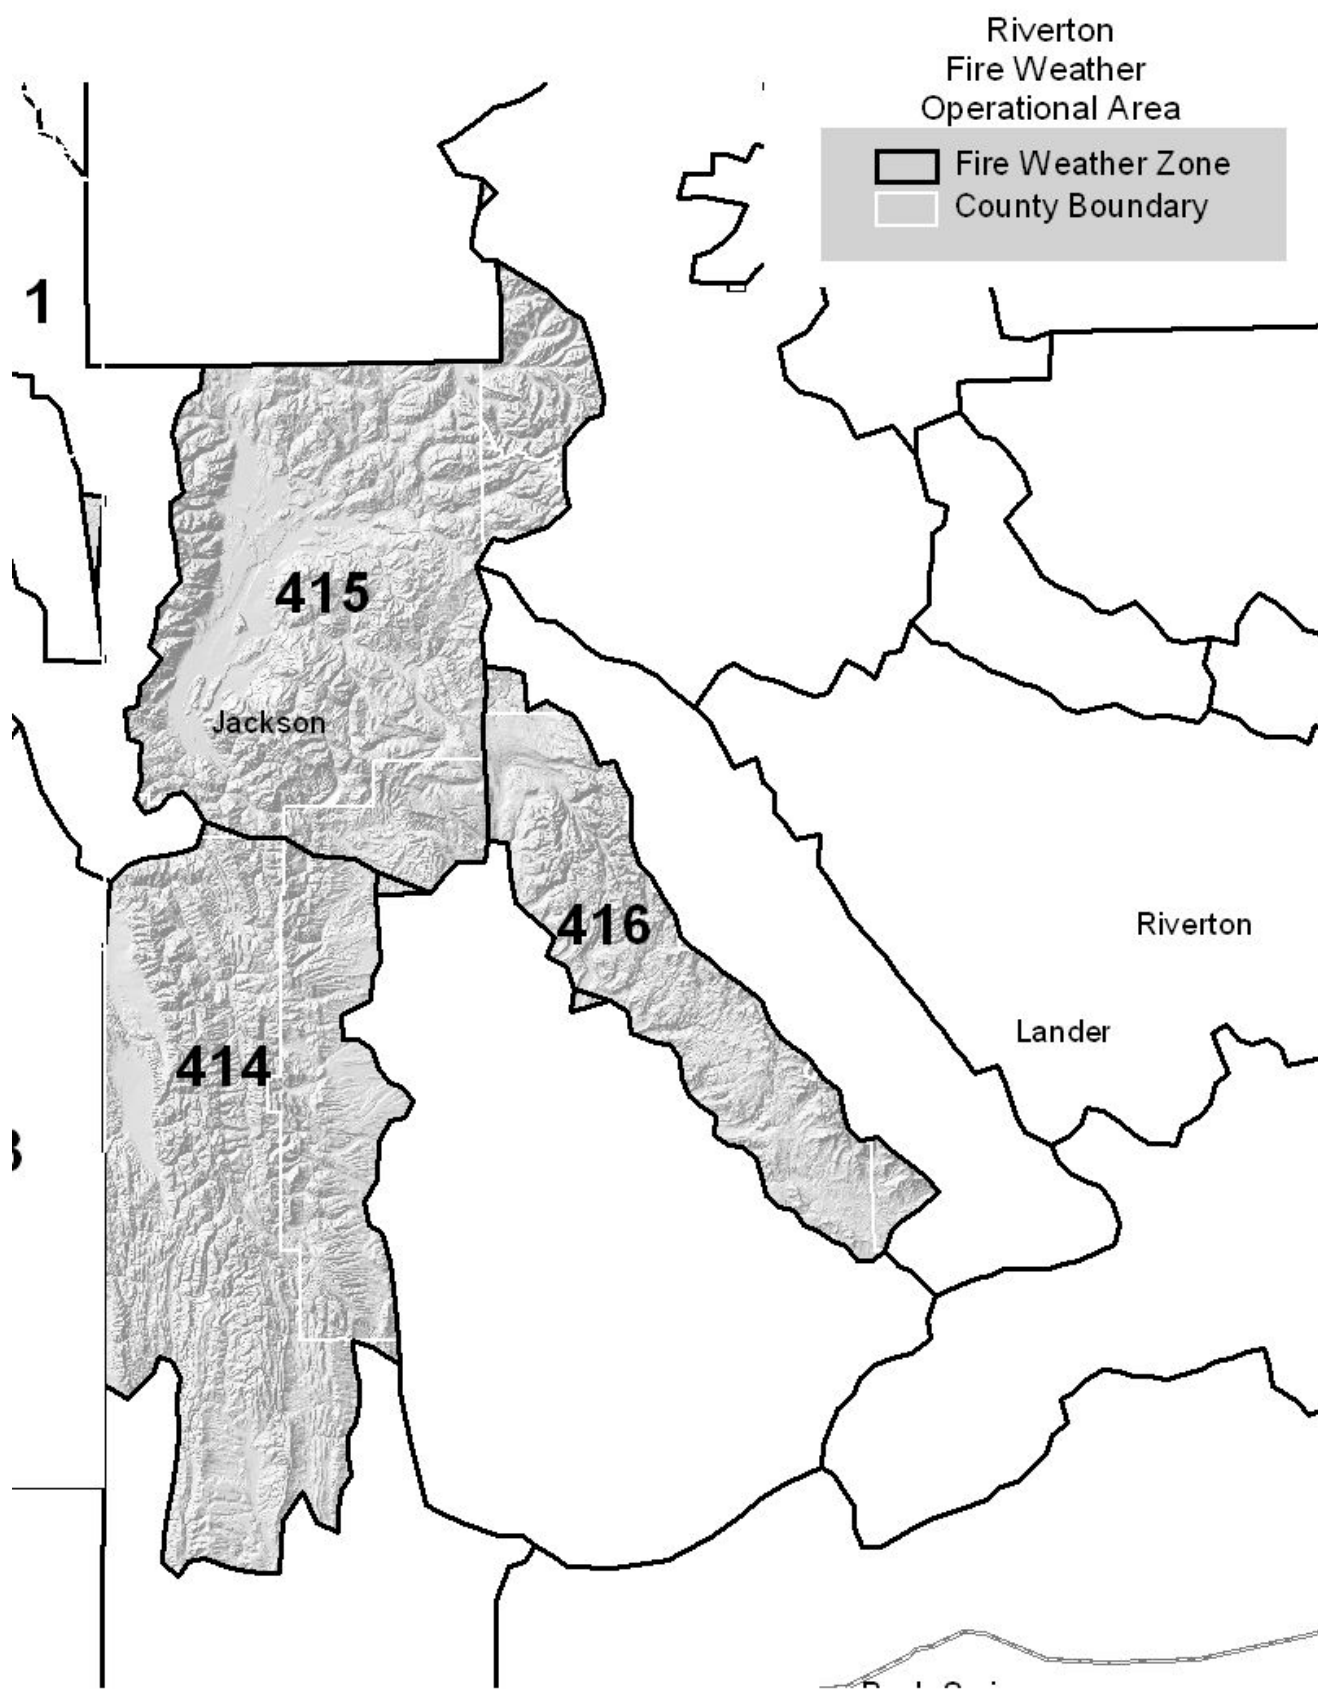 Riverton
Fire Weather
Operational Area
Fire Weather Zone
County Boundary
1
415
Jackson
416
Riverton
Lander
414